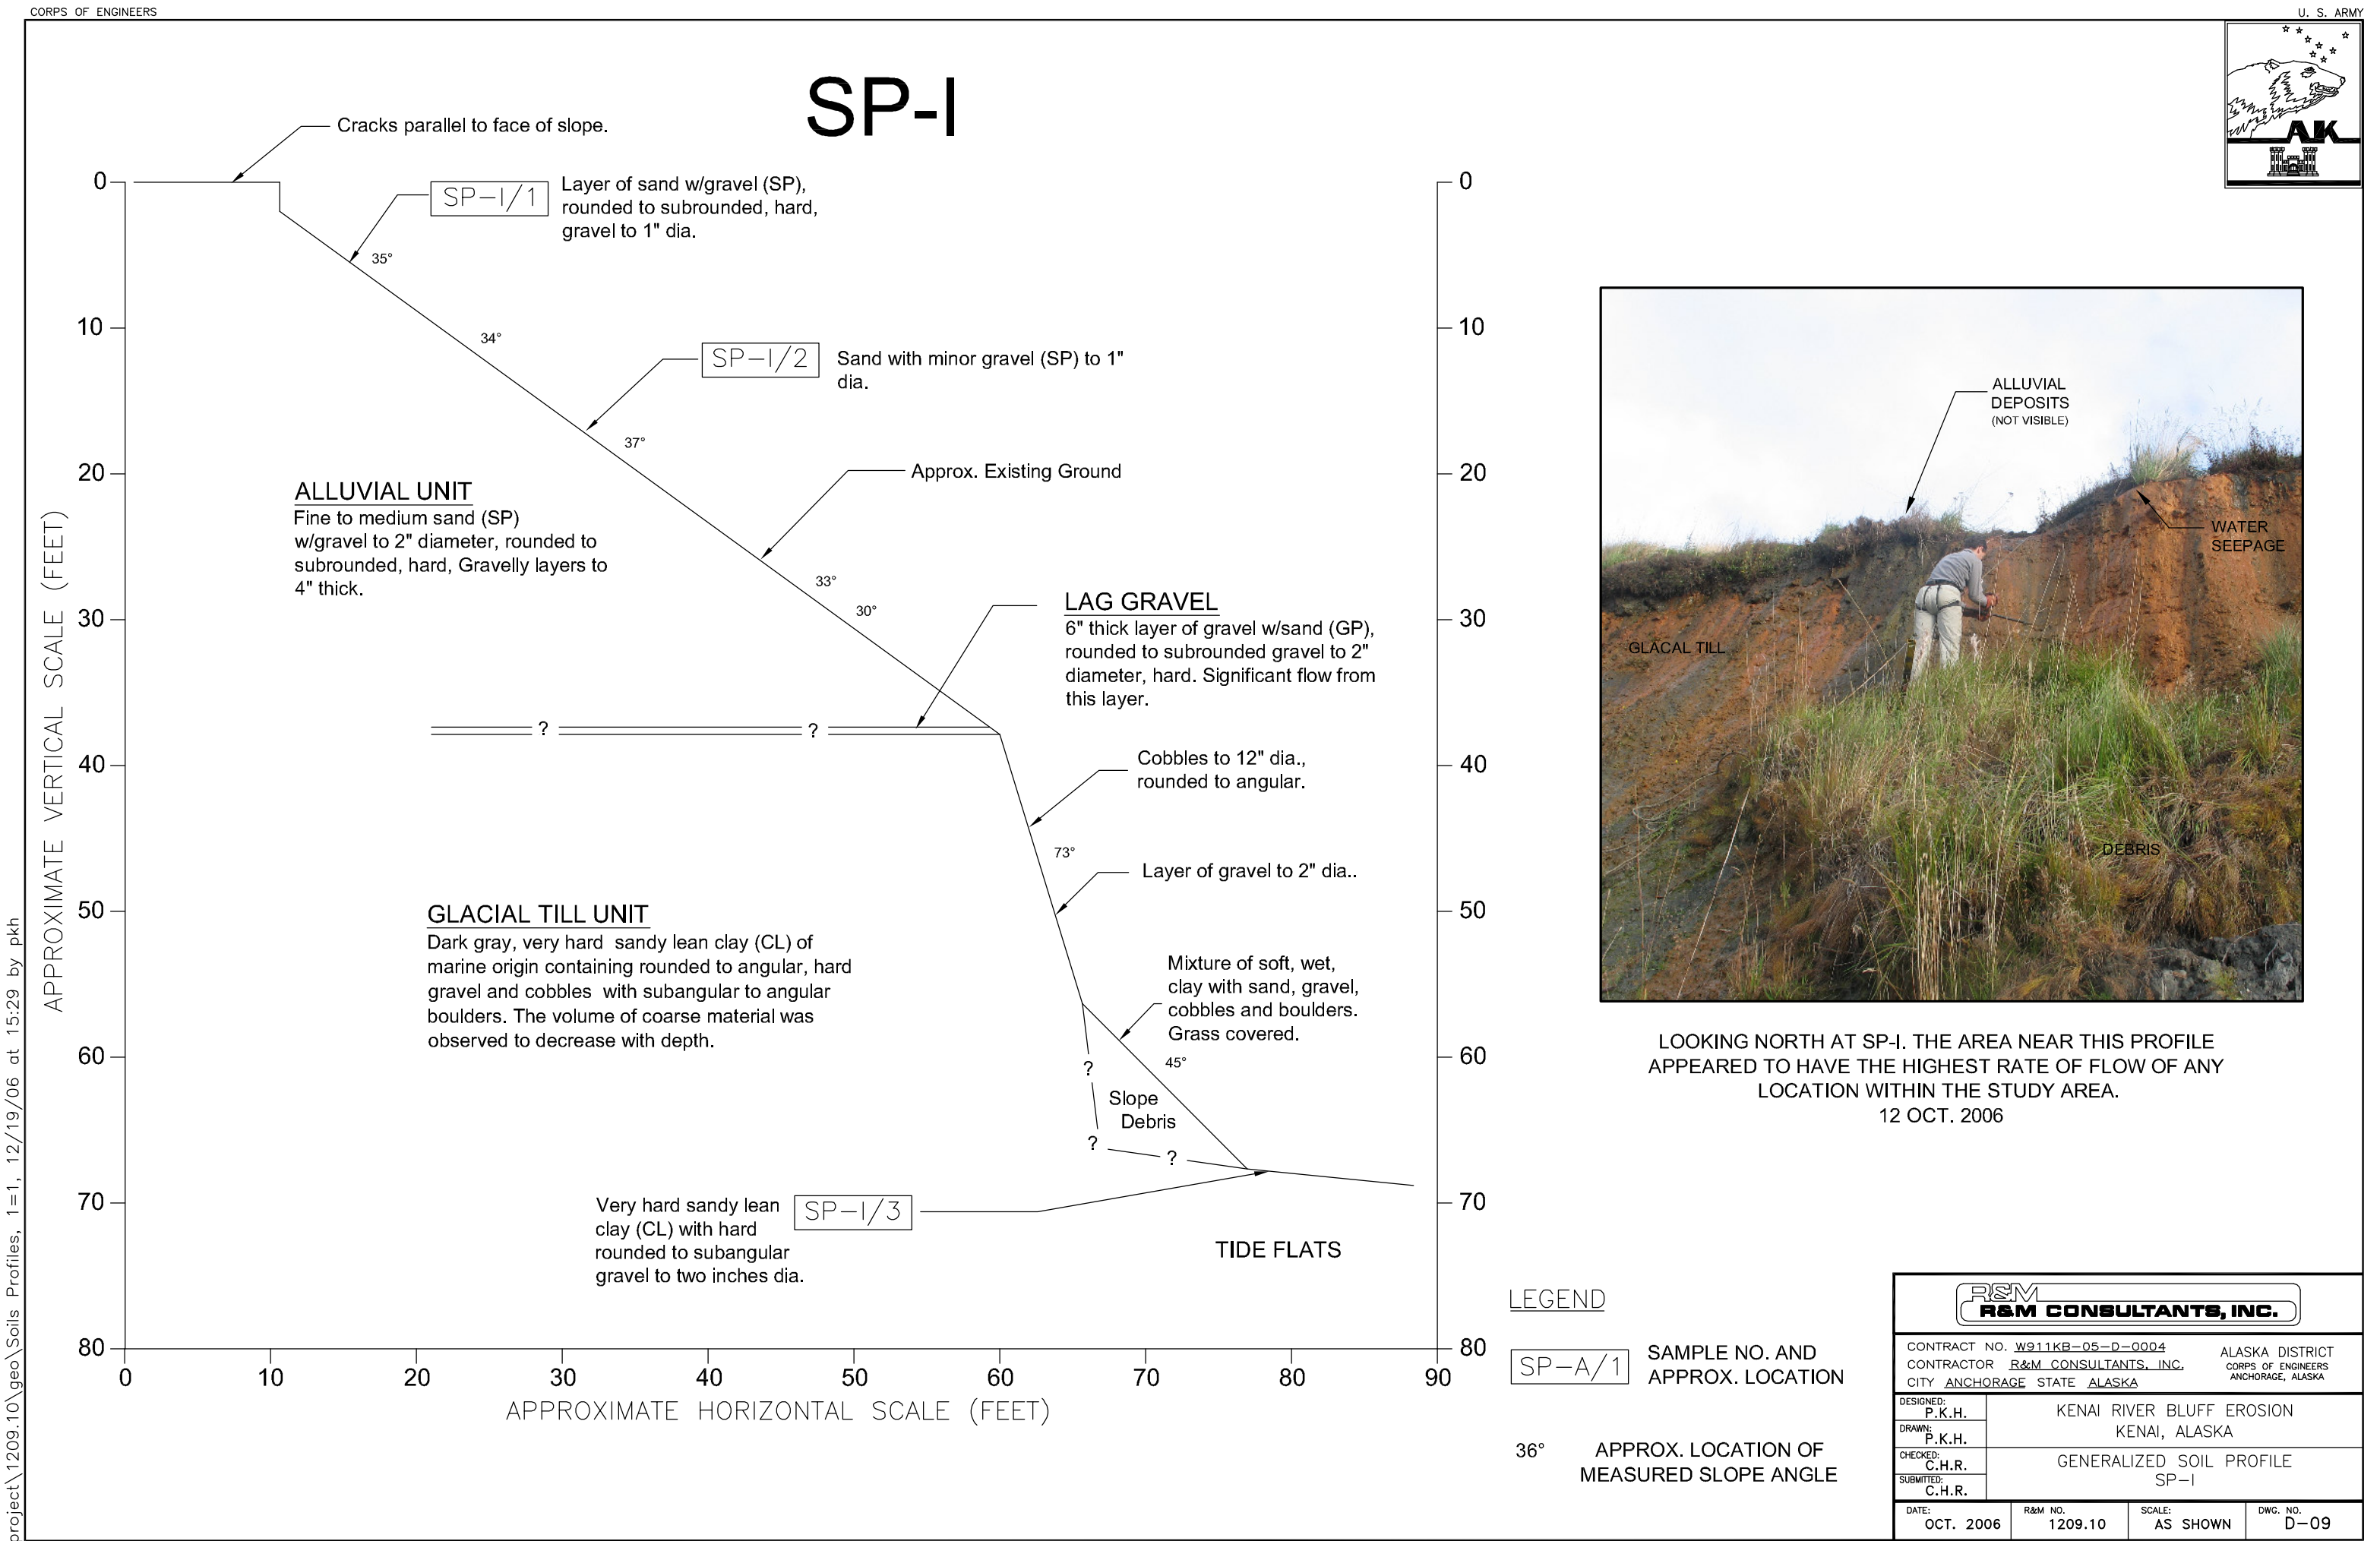 CORPS OF ENGINEERS
U. S. ARMY
AK
SP-I
Cracks parallel to face of slope.
SP-I/1
Layer of sand w/gravel (SP),
rounded to subrounded, hard,
gravel to 1" dia.
35°
34°
SP-I/2
Sand with minor gravel (SP) to 1"
dia.
37°
Approx. Existing Ground
ALLUVIAL UNIT
Fine to medium sand (SP)
w/gravel to 2" diameter, rounded to
subrounded, hard, Gravelly layers to
4" thick.
33°
30°
LAG GRAVEL
6" thick layer of gravel w/sand (GP),
rounded to subrounded gravel to 2"
diameter, hard. Significant flow from
this layer.
?
?
Cobbles to 12" dia.,
rounded to angular.
73°
Layer of gravel to 2" dia..
GLACIAL TILL UNIT
Dark gray, very hard sandy lean clay (CL) of
marine origin containing rounded to angular, hard
gravel and cobbles with subangular to angular
boulders. The volume of coarse material was
observed to decrease with depth.
Mixture of soft, wet,
clay with sand, gravel,
cobbles and boulders.
Grass covered.
45°
?
Slope
Debris
?
?
Very hard sandy lean
clay (CL) with hard
rounded to subangular
gravel to two inches dia.
SP-I/3
TIDE FLATS
0
10
20
30
40
50
60
70
80
0
10
20
30
40
50
60
70
80
0 10 20 30 40 50 60 70 80 90
APPROXIMATE VERTICAL SCALE (FEET)
APPROXIMATE HORIZONTAL SCALE (FEET)
project\1209.10\geo\Soils Profiles, 1=1, 12/19/06 at 15:29 by pkh
ALLUVIAL
DEPOSITS
(NOT VISIBLE)
WATER
SEEPAGE
GLACAL TILL
DEBRIS
LOOKING NORTH AT SP-I. THE AREA NEAR THIS PROFILE
APPEARED TO HAVE THE HIGHEST RATE OF FLOW OF ANY
LOCATION WITHIN THE STUDY AREA.
12 OCT. 2006
LEGEND
SP-A/1
SAMPLE NO. AND
APPROX. LOCATION
36°
APPROX. LOCATION OF
MEASURED SLOPE ANGLE
R&M
R&M CONSULTANTS, INC.
CONTRACT NO. W911KB-05-D-0004
CONTRACTOR R&M CONSULTANTS, INC.
CITY ANCHORAGE STATE ALASKA
ALASKA DISTRICT
CORPS OF ENGINEERS
ANCHORAGE, ALASKA
DESIGNED:
P.K.H.
DRAWN:
P.K.H.
CHECKED:
C.H.R.
SUBMITTED:
C.H.R.
KENAI RIVER BLUFF EROSION
KENAI, ALASKA
GENERALIZED SOIL PROFILE
SP-I
DATE:
OCT. 2006
R&M NO.
1209.10
SCALE:
AS SHOWN
DWG. NO.
D-09